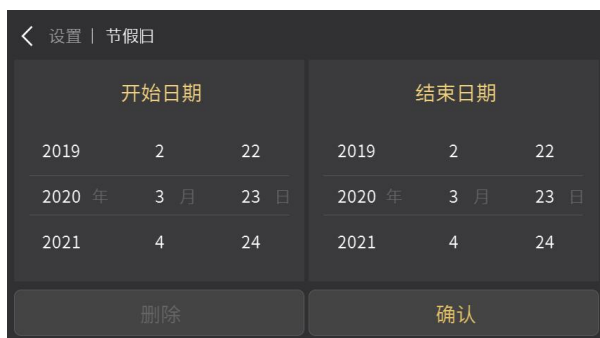 设置 | 节假日
开始日期 结束日期
2019 2 22 2019 2 22
2020 年 3 月 23 日 2020 年 3 月 23 日
2021 4 24 2021 4 24
删除 确认